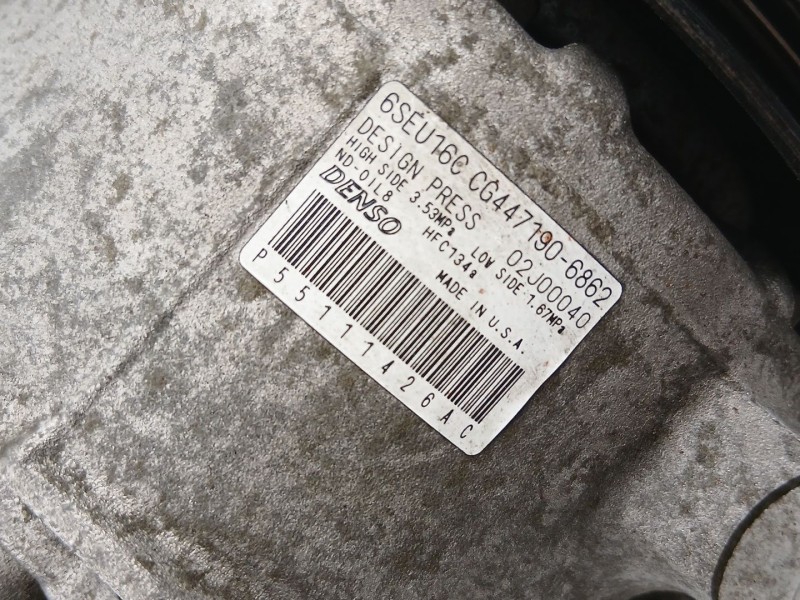 6SEU16C CG447190-6862
DESIGN PRESS 02J00040
HIGH SIDE 3.53MPa LOW SIDE 1.67MPa
ND-OIL8 HFC134a
DENSO MADE IN U.S.A.
P55111426AC